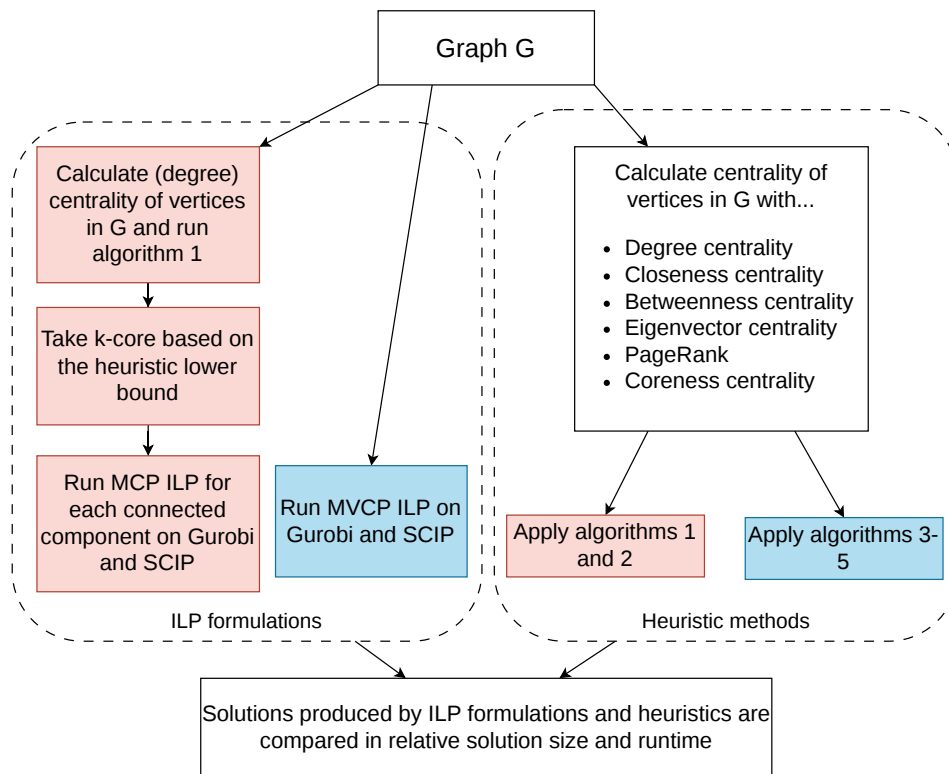 Graph G
Calculate (degree)
centrality of vertices
in G and run
algorithm 1
Take k-core based on
the heuristic lower
bound
Run MCP ILP for
each connected
component on Gurobi
and SCIP
Run MVCP ILP on
Gurobi and SCIP
ILP formulations
Calculate centrality of
vertices in G with...
• Degree centrality
• Closeness centrality
• Betweenness centrality
• Eigenvector centrality
• PageRank
• Coreness centrality
Apply algorithms 1
and 2
Apply algorithms 3-
5
Heuristic methods
Solutions produced by ILP formulations and heuristics are
compared in relative solution size and runtime